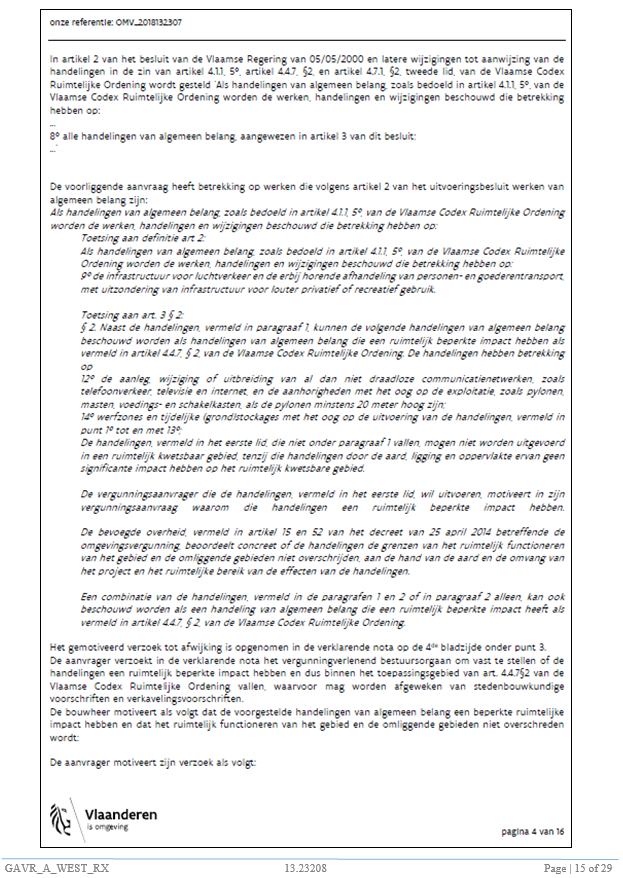 onze referentie: OMV_2018132307
In artikel 2 van het besluit van de Vlaamse Regering van 05/05/2000 en latere wijzigingen tot aanwijzing van de
handelingen in de zin van artikel 4.1.1, 5º, artikel 4.4.7, §2, en artikel 4.7.1, §2, tweede lid, van de Vlaamse Codex
Ruimtelijke Ordening wordt gesteld 'Als handelingen van algemeen belang, zoals bedoeld in artikel 4.1.1, 5º, van de
Vlaamse Codex Ruimtelijke Ordening worden de werken, handelingen en wijzigingen beschouwd die betrekking
hebben op:
...
8º alle handelingen van algemeen belang, aangewezen in artikel 3 van dit besluit;
...'
De voorliggende aanvraag heeft betrekking op werken die volgens artikel 2 van het uitvoeringsbesluit werken van
algemeen belang zijn:
Als handelingen van algemeen belang, zoals bedoeld in artikel 4.1.1, 5º, van de Vlaamse Codex Ruimtelijke Ordening
worden de werken, handelingen en wijzigingen beschouwd die betrekking hebben op:
Toetsing aan definitie art 2:
Als handelingen van algemeen belang, zoals bedoeld in artikel 4.1.1, 5º, van de Vlaamse Codex Ruimtelijke
Ordening worden de werken, handelingen en wijzigingen beschouwd die betrekking hebben op:
9º de infrastructuur voor luchtverkeer en de erbij horende afhandeling van personen- en goederentransport,
met uitzondering van infrastructuur voor louter privatief of recreatief gebruik.
Toetsing aan art. 3 § 2:
§ 2. Naast de handelingen, vermeld in paragraaf 1, kunnen de volgende handelingen van algemeen belang
beschouwd worden als handelingen van algemeen belang die een ruimtelijk beperkte impact hebben als
vermeld in artikel 4.4.7, § 2, van de Vlaamse Codex Ruimtelijke Ordening. De handelingen hebben betrekking
op
12º de aanleg, wijziging of uitbreiding van al dan niet draadloze communicatienetwerken, zoals
telefoonverkeer, televisie en internet, en de aanhorigheden met het oog op de exploitatie, zoals pylonen,
masten, voedings- en schakelkasten, als de pylonen minstens 20 meter hoog zijn;
14º werfzones en tijdelijke (grond)stockages met het oog op de uitvoering van de handelingen, vermeld in
punt 1º tot en met 13º;
De handelingen, vermeld in het eerste lid, die niet onder paragraaf 1 vallen, mogen niet worden uitgevoerd
in een ruimtelijk kwetsbaar gebied, tenzij die handelingen door de aard, ligging en oppervlakte ervan geen
significante impact hebben op het ruimtelijk kwetsbare gebied.
De vergunningsaanvrager die de handelingen, vermeld in het eerste lid, wil uitvoeren, motiveert in zijn
vergunningsaanvraag waarom die handelingen een ruimtelijk beperkte impact hebben.
De bevoegde overheid, vermeld in artikel 15 en 52 van het decreet van 25 april 2014 betreffende de
omgevingsvergunning, beoordeelt concreet of de handelingen de grenzen van het ruimtelijk functioneren
van het gebied en de omliggende gebieden niet overschrijden, aan de hand van de aard en de omvang van
het project en het ruimtelijke bereik van de effecten van de handelingen.
Een combinatie van de handelingen, vermeld in de paragrafen 1 en 2 of in paragraaf 2 alleen, kan ook
beschouwd worden als een handeling van algemeen belang die een ruimtelijk beperkte impact heeft als
vermeld in artikel 4.4.7, § 2, van de Vlaamse Codex Ruimtelijke Ordening.
Het gemotiveerd verzoek tot afwijking is opgenomen in de verklarende nota op de 4de bladzijde onder punt 3.
De aanvrager verzoekt in de verklarende nota het vergunningverlenend bestuursorgaan om vast te stellen of de
handelingen een ruimtelijk beperkte impact hebben en dus binnen het toepassingsgebied van art. 4.4.7§2 van de
Vlaamse Codex Ruimtelijke Ordening vallen, waarvoor mag worden afgeweken van stedenbouwkundige
voorschriften en verkavelingsvoorschriften.
De bouwheer motiveert als volgt dat de voorgestelde handelingen van algemeen belang een beperkte ruimtelijke
impact hebben en dat het ruimtelijk functioneren van het gebied en de omliggende gebieden niet overschreden
wordt:
De aanvrager motiveert zijn verzoek als volgt:
Vlaanderen
is omgeving
pagina 4 van 16
GAVR_A_WEST_RX 13.23208 Page | 15 of 29